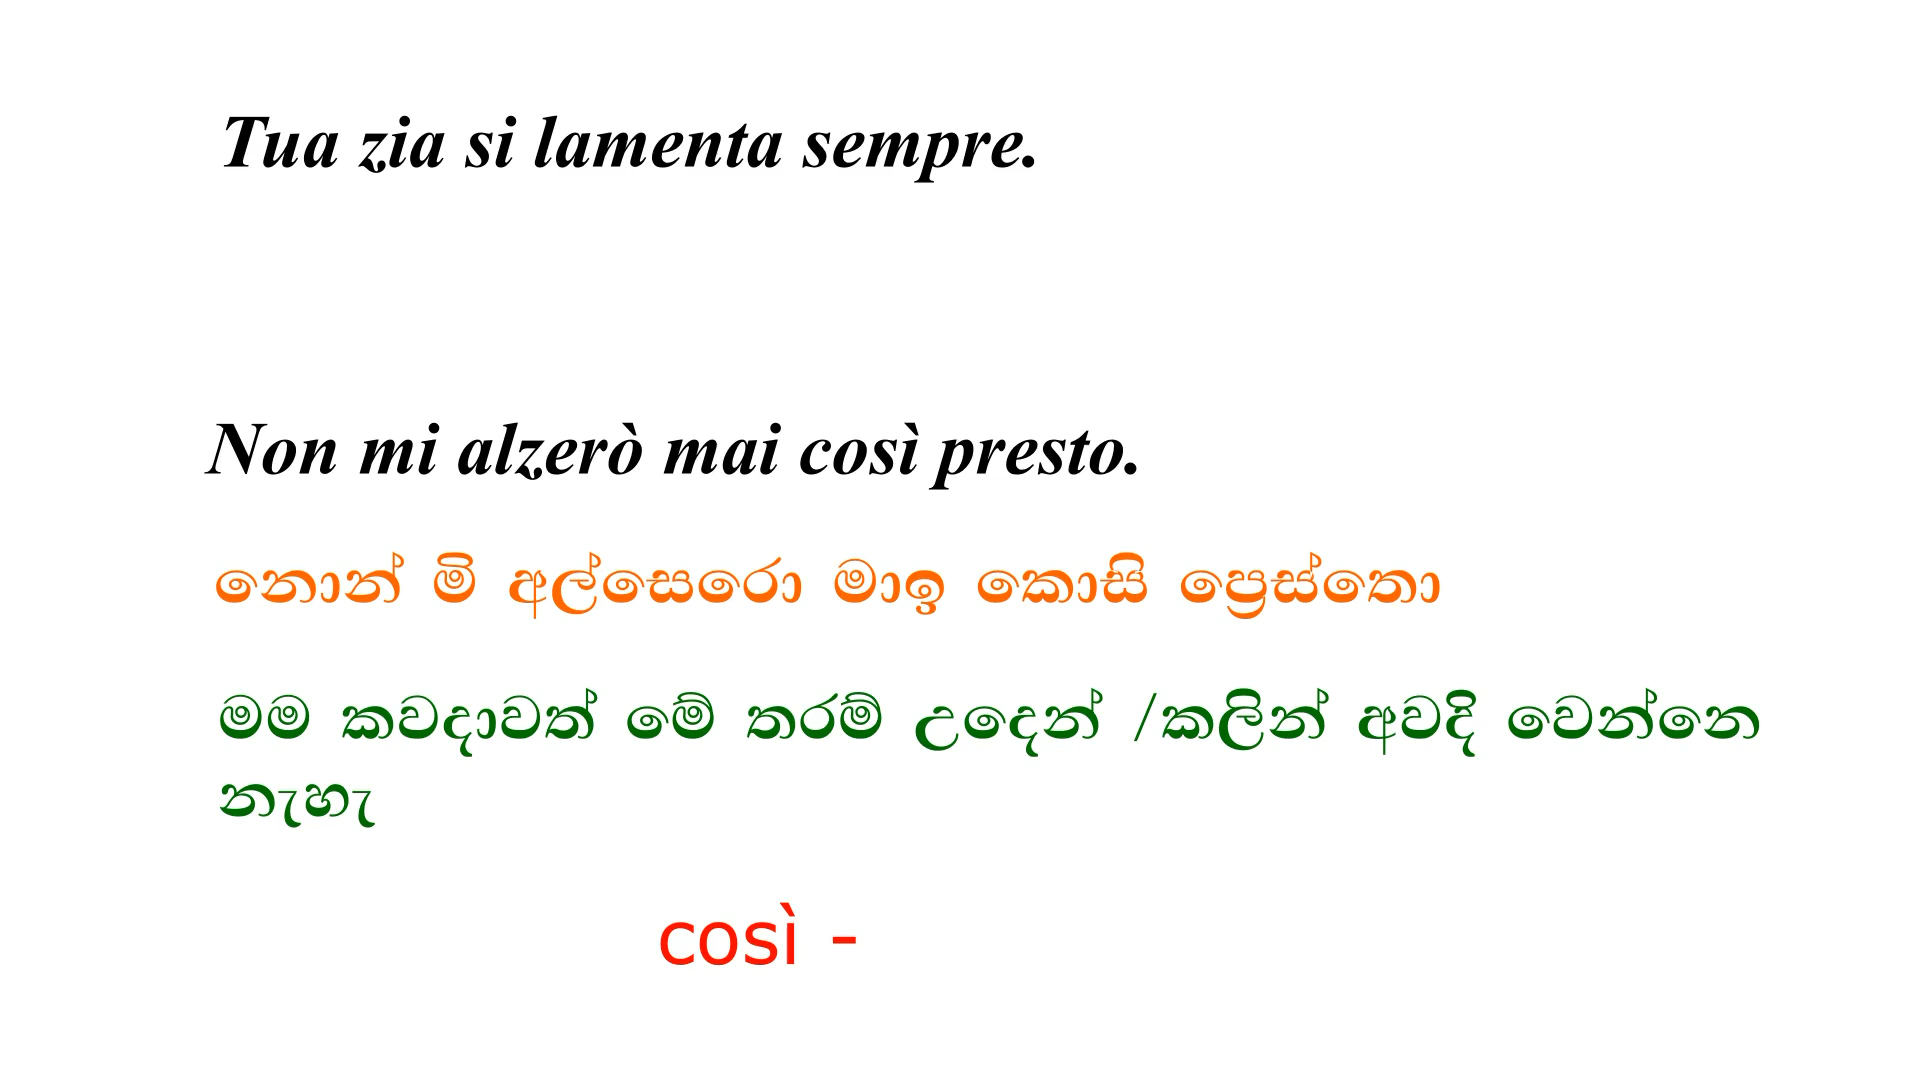 Tua zia si lamenta sempre.
Non mi alzerò mai così presto.
නොන් මි අල්සෙරො මාඉ කොසි ප්‍රෙස්තො
මම කවදාවත් මේ තරම් උදෙන් /කලින් අවදි වෙන්නෙ
නැහැ
così -